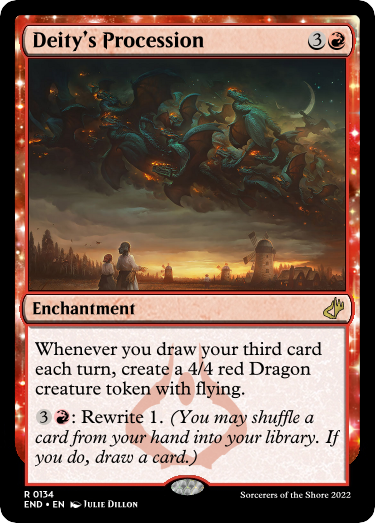 Deity's Procession 3
Enchantment
Whenever you draw your third card
each turn, create a 4/4 red Dragon
creature token with flying.
3 : Rewrite 1. (You may shuffle a
card from your hand into your library. If
you do, draw a card.)
R 0134
END • EN JULIE DILLON
Sorcerers of the Shore 2022